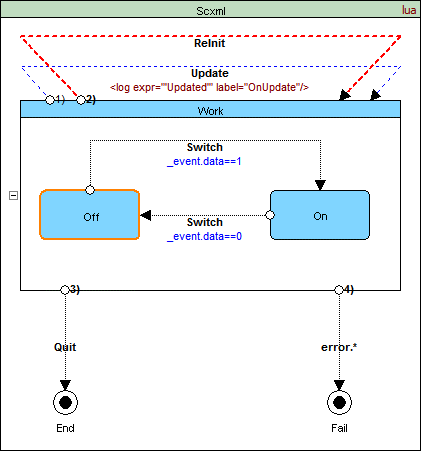 Scxml
lua
ReInit
Update
<log expr="'Updated'" label="OnUpdate"/>
1)
2)
Work
Switch
_event.data==1
Off
On
Switch
_event.data==0
3)
4)
Quit
error.*
End
Fail